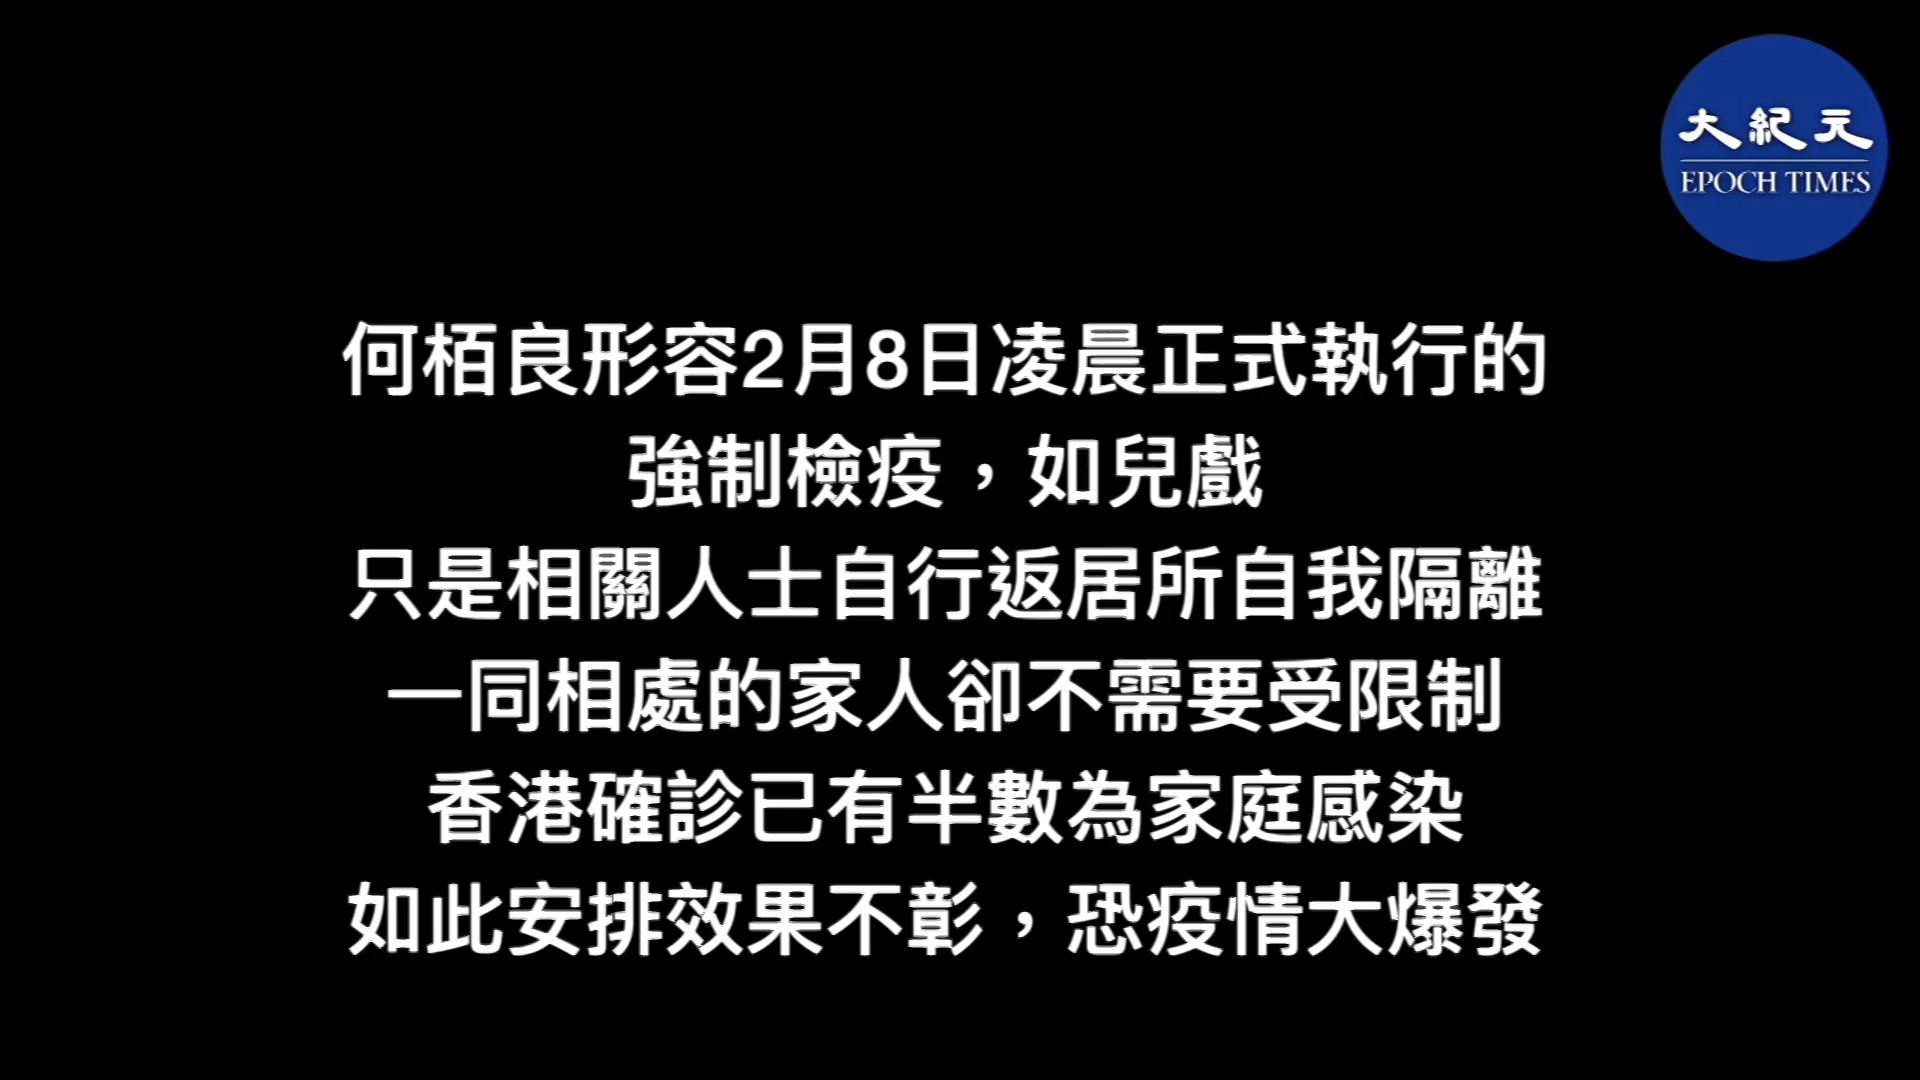 大紀元
EPOCH TIMES
何栢良形容2月8日凌晨正式執行的
強制檢疫，如兒戲
只是相關人士自行返居所自我隔離
一同相處的家人卻不需要受限制
香港確診已有半數為家庭感染
如此安排效果不彰，恐疫情大爆發